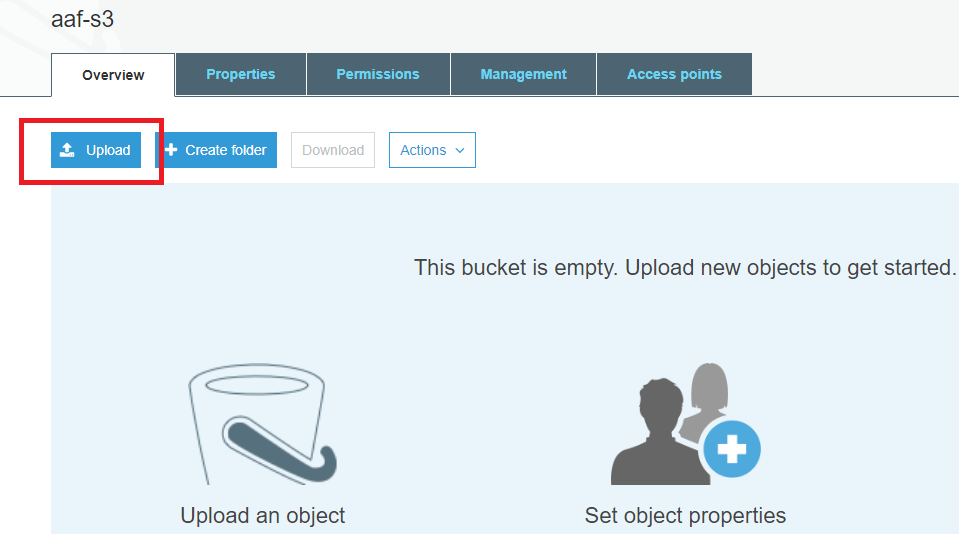 aaf-s3
Overview Properties Permissions Management Access points
Upload Create folder Download Actions
This bucket is empty. Upload new objects to get started.
Upload an object Set object properties